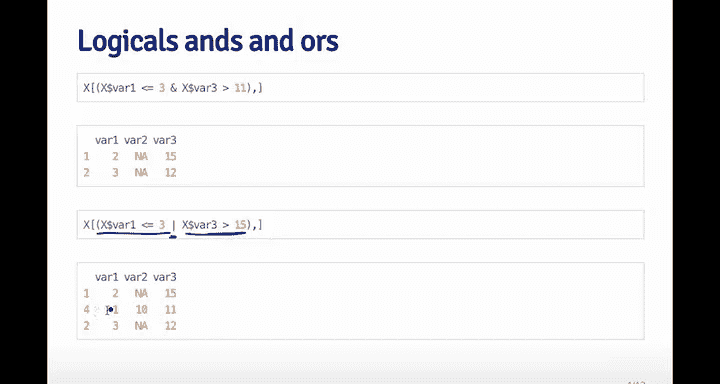 Logicals ands and ors
X[(X$var1 <= 3 & X$var3 > 11),]
var1 var2 var3
1 2 NA 15
2 3 NA 12
X[(X$var1 <= 3 | X$var3 > 15),]
var1 var2 var3
1 2 NA 15
4 1 10 11
2 3 NA 12